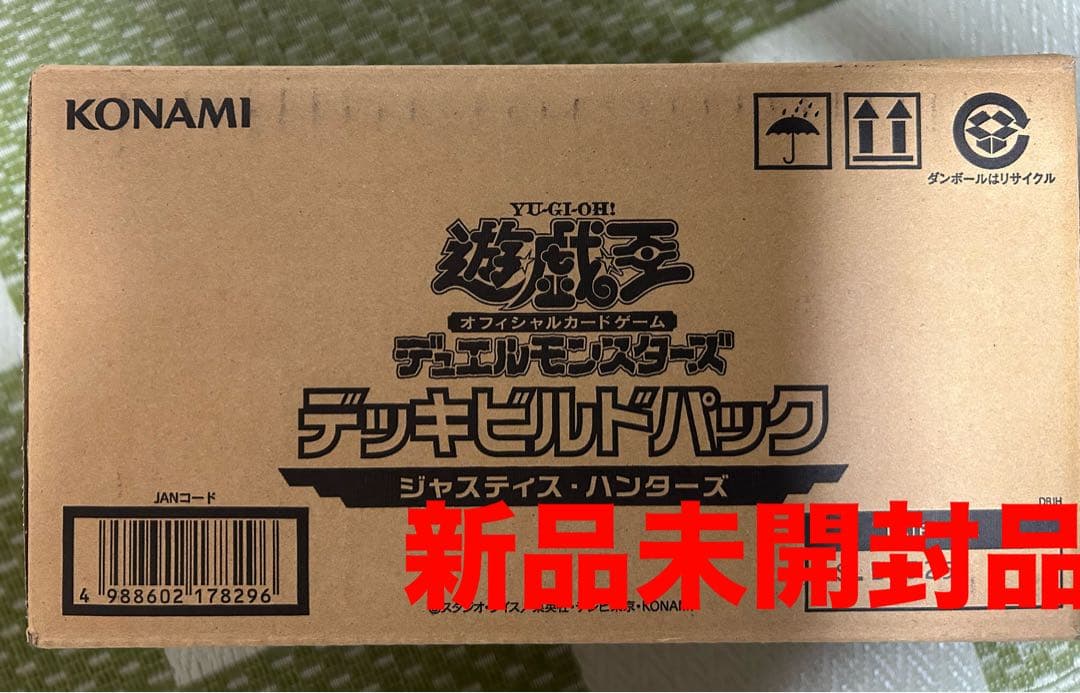 KONAMI
ダンボールはリサイクル
YU-GI-OH!
遊戯王
オフィシャルカードゲーム
デュエルモンスターズ
デッキビルドパック
ジャスティス・ハンターズ
JANコード
DBJH
新品未開封品
4 988602 178296